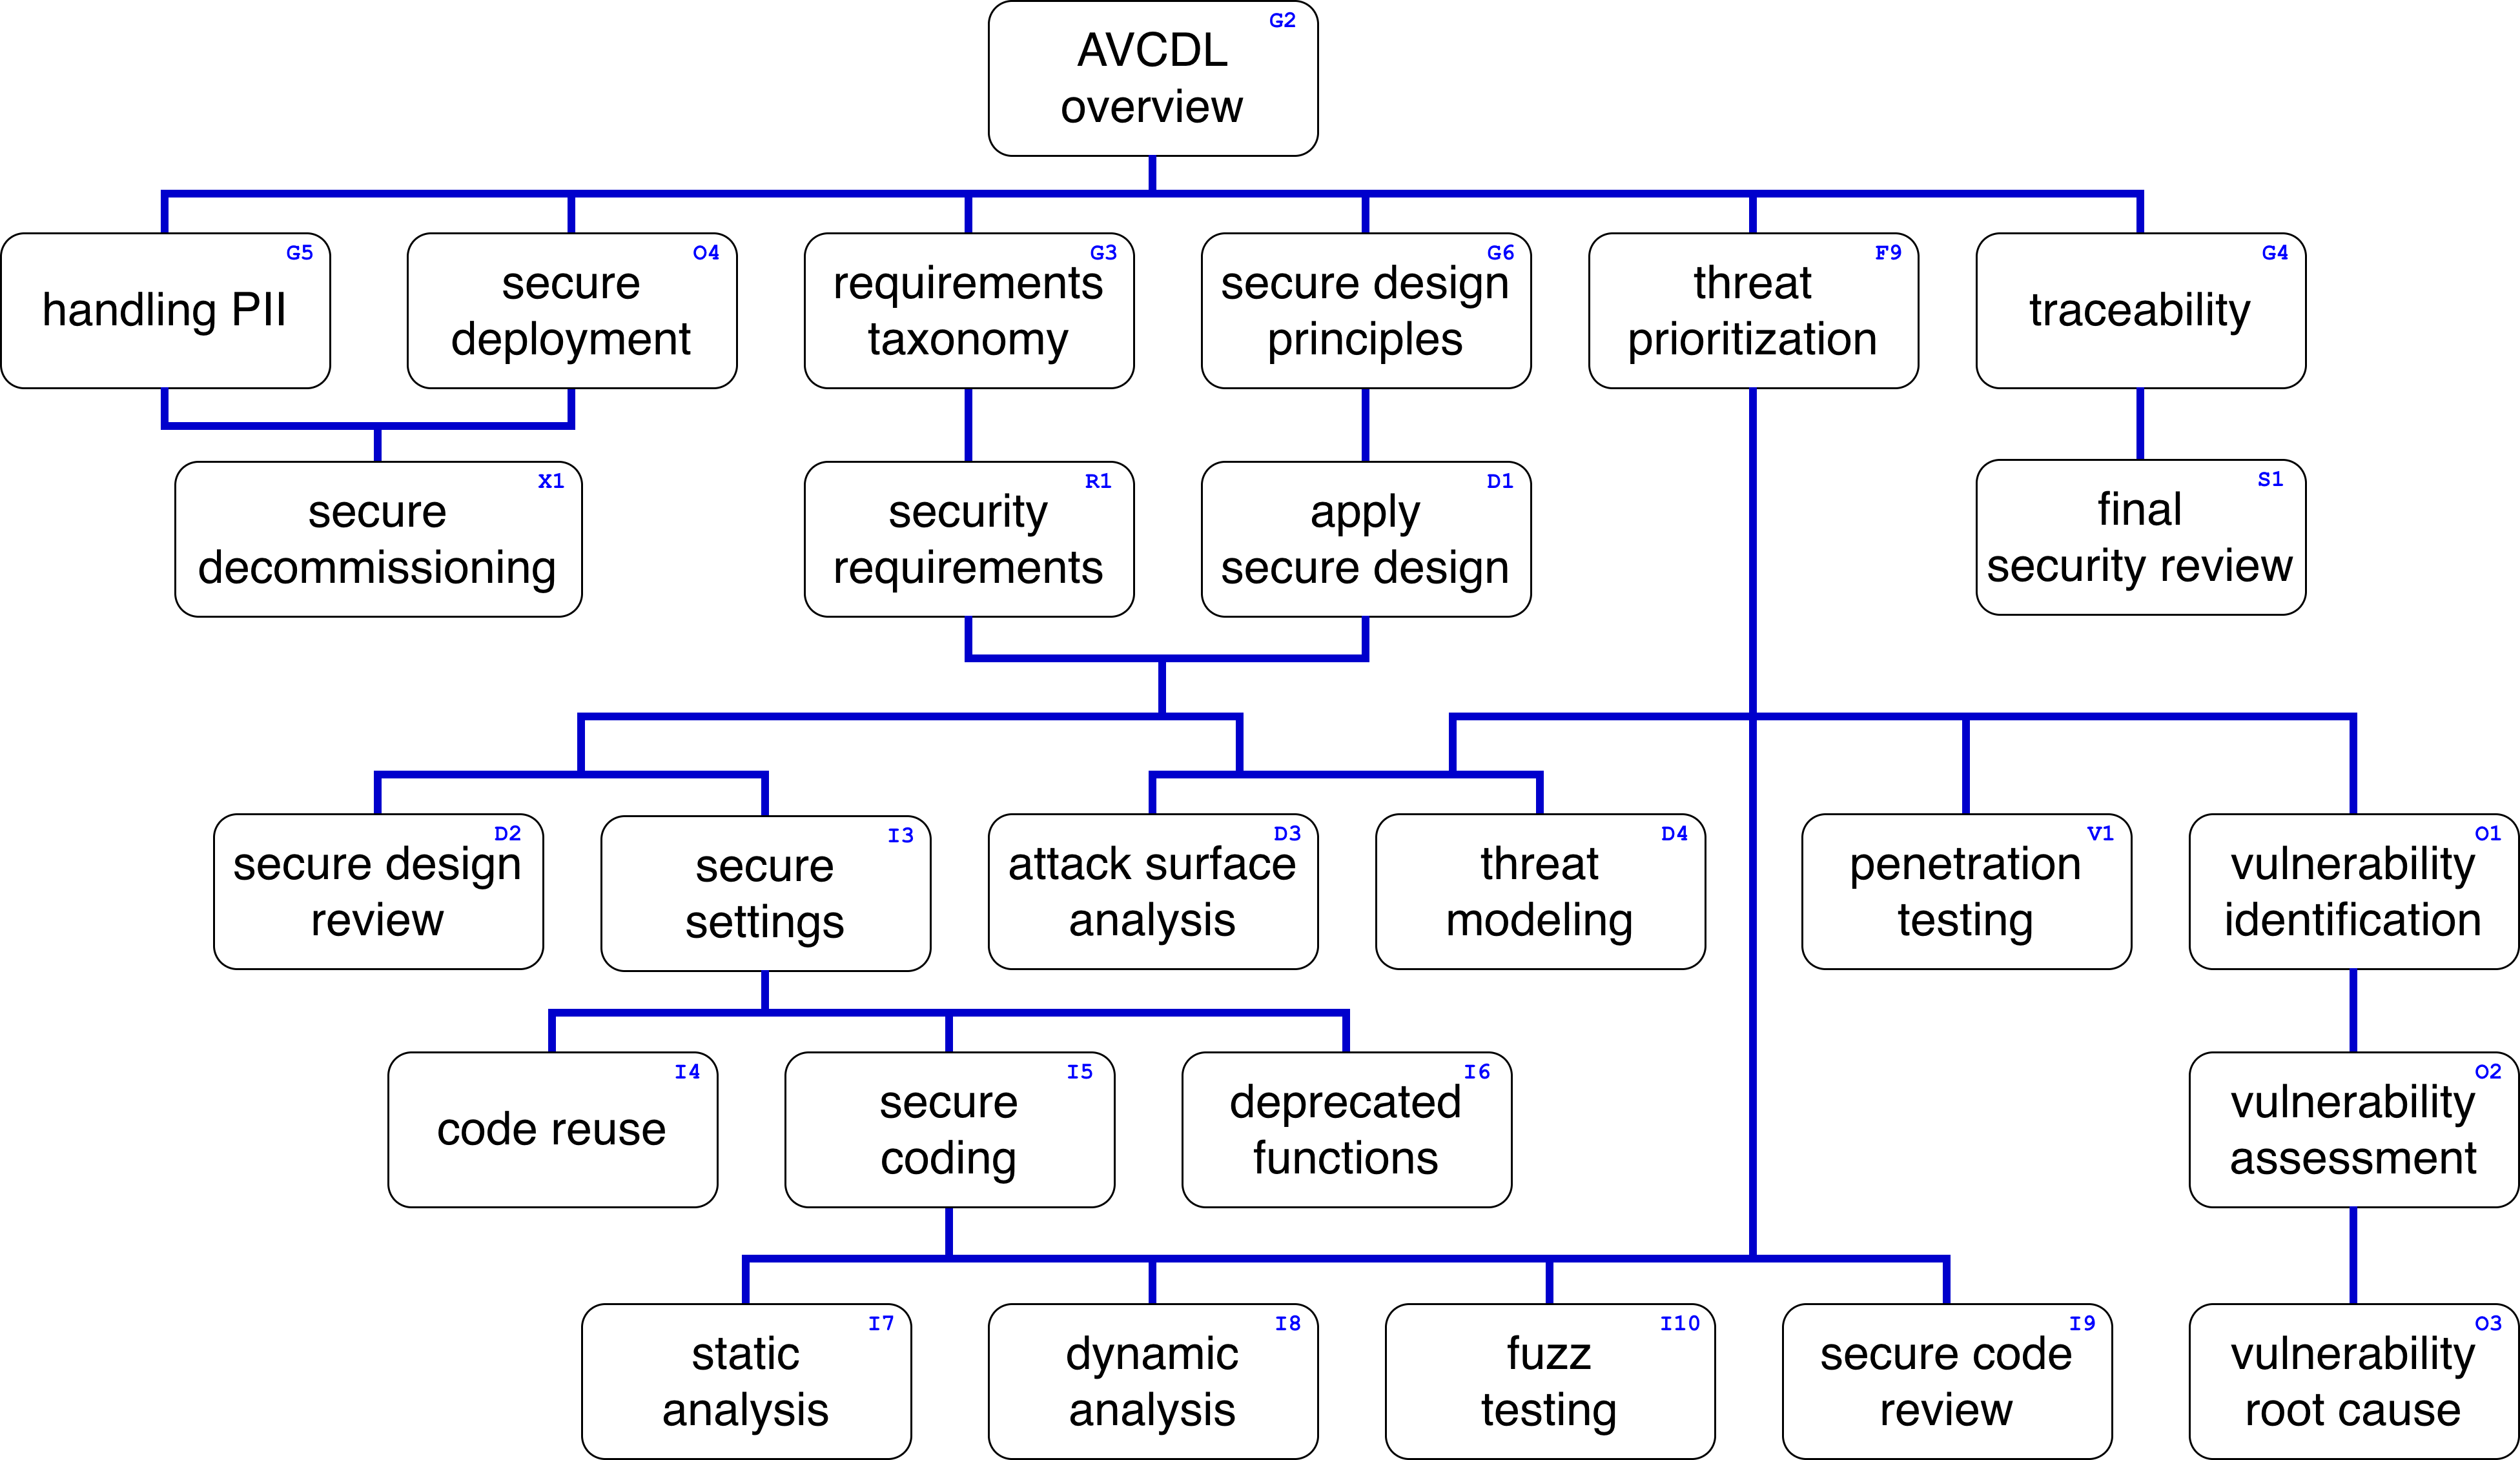 G2
AVCDL
overview
G5
handling PII
O4
secure
deployment
G3
requirements
taxonomy
G6
secure design
principles
F9
threat
prioritization
G4
traceability
X1
secure
decommissioning
R1
security
requirements
D1
apply
secure design
S1
final
security review
D2
secure design
review
I3
secure
settings
D3
attack surface
analysis
D4
threat
modeling
V1
penetration
testing
O1
vulnerability
identification
I4
code reuse
I5
secure
coding
I6
deprecated
functions
O2
vulnerability
assessment
I7
static
analysis
I8
dynamic
analysis
I10
fuzz
testing
I9
secure code
review
O3
vulnerability
root cause